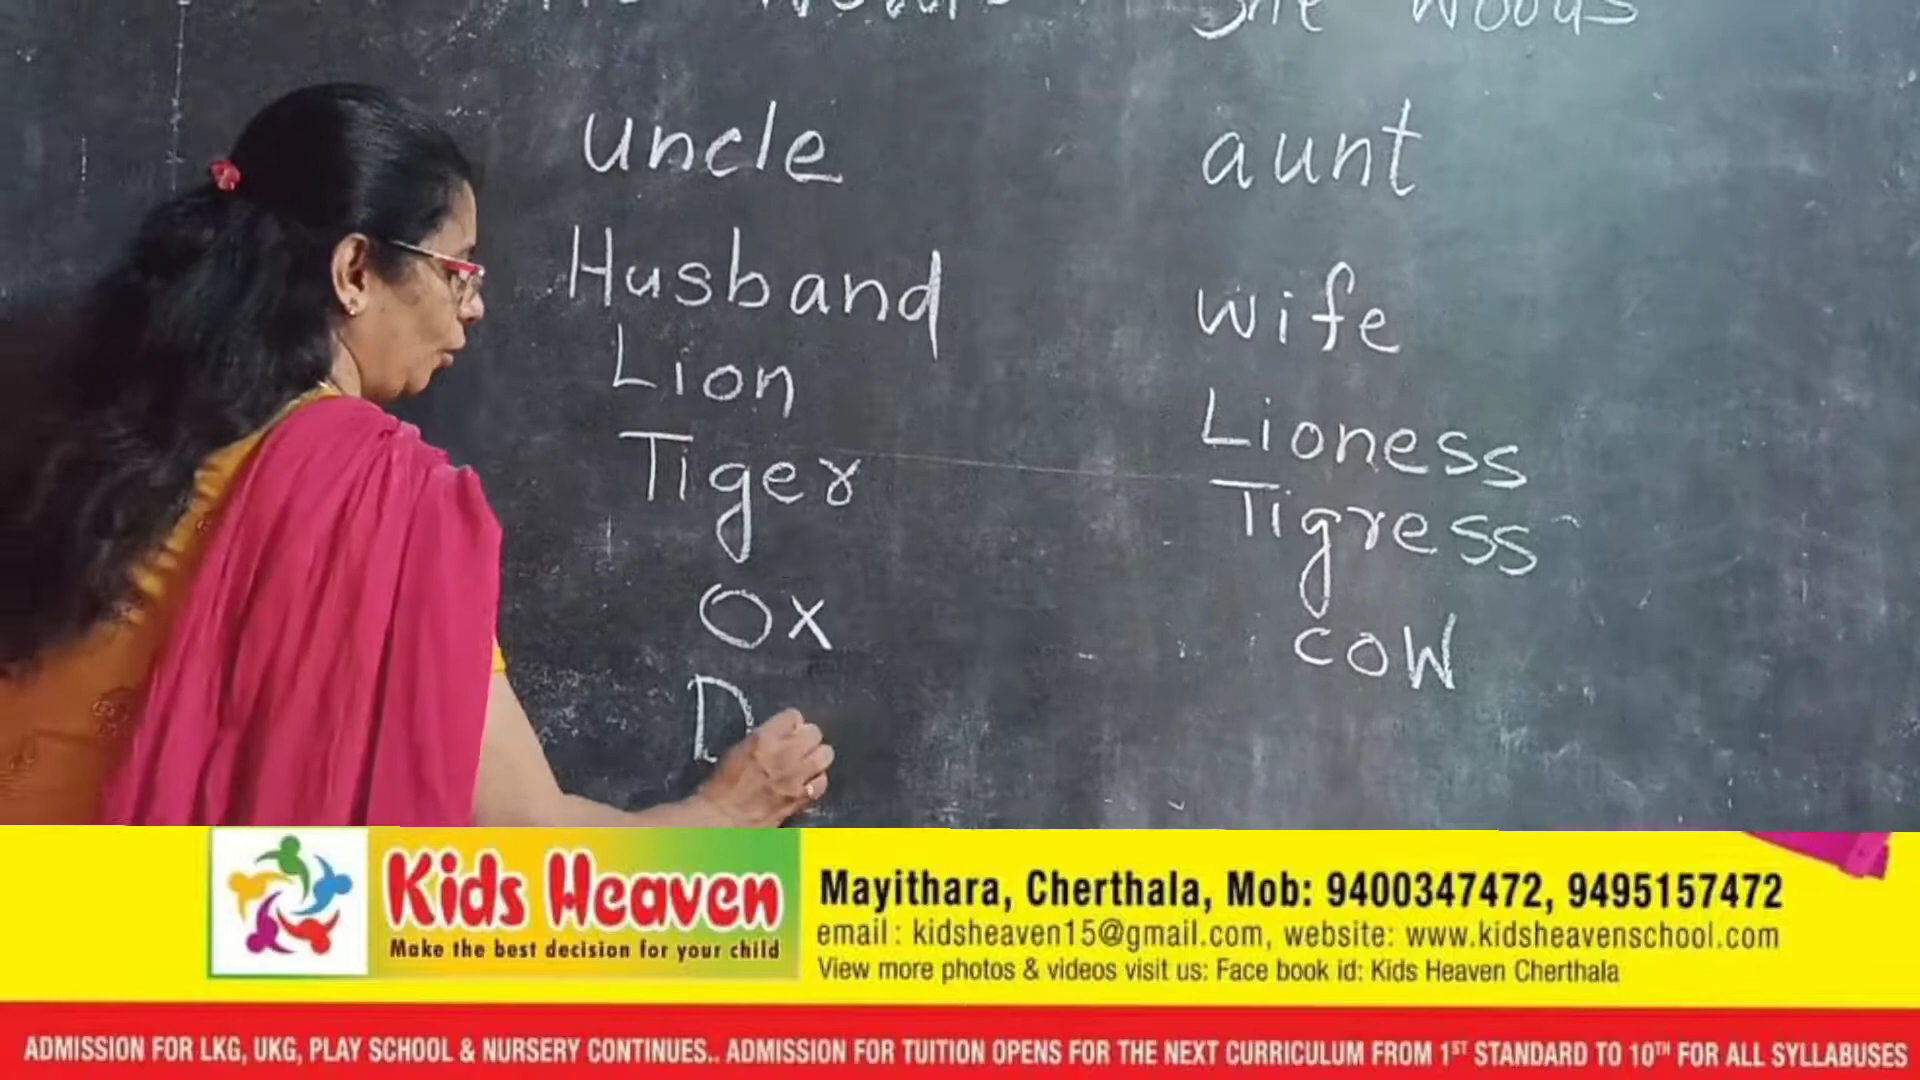 She Words
uncle aunt
Husband wife
Lion Lioness
Tiger Tigress
Ox cow
D
Kids Heaven
Make the best decision for your child
Mayithara, Cherthala, Mob: 9400347472, 9495157472
email : kidsheaven15@gmail.com, website: www.kidsheavenschool.com
View more photos & videos visit us: Face book id: Kids Heaven Cherthala
ADMISSION FOR LKG, UKG, PLAY SCHOOL & NURSERY CONTINUES.. ADMISSION FOR TUITION OPENS FOR THE NEXT CURRICULUM FROM 1ST STANDARD TO 10TH FOR ALL SYLLABUSES